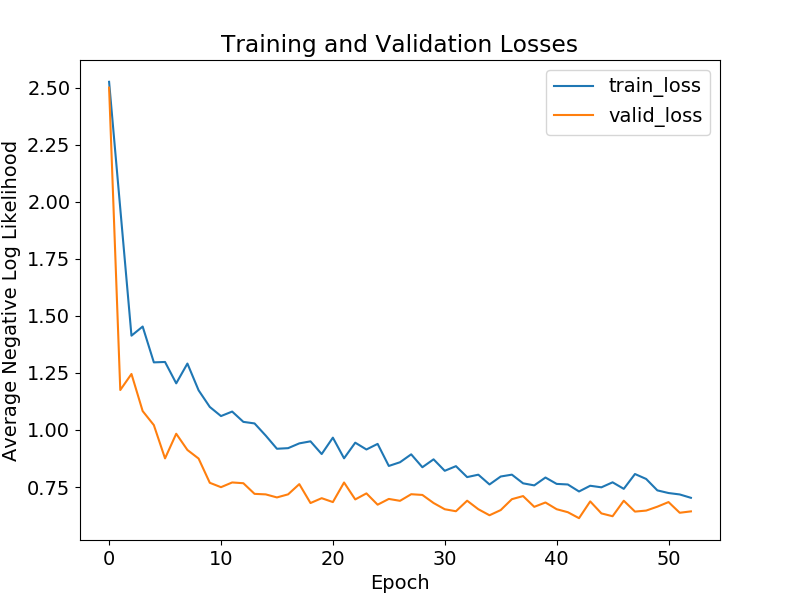 Training and Validation Losses
train_loss
valid_loss
Average Negative Log Likelihood
2.50
2.25
2.00
1.75
1.50
1.25
1.00
0.75
0 10 20 30 40 50
Epoch